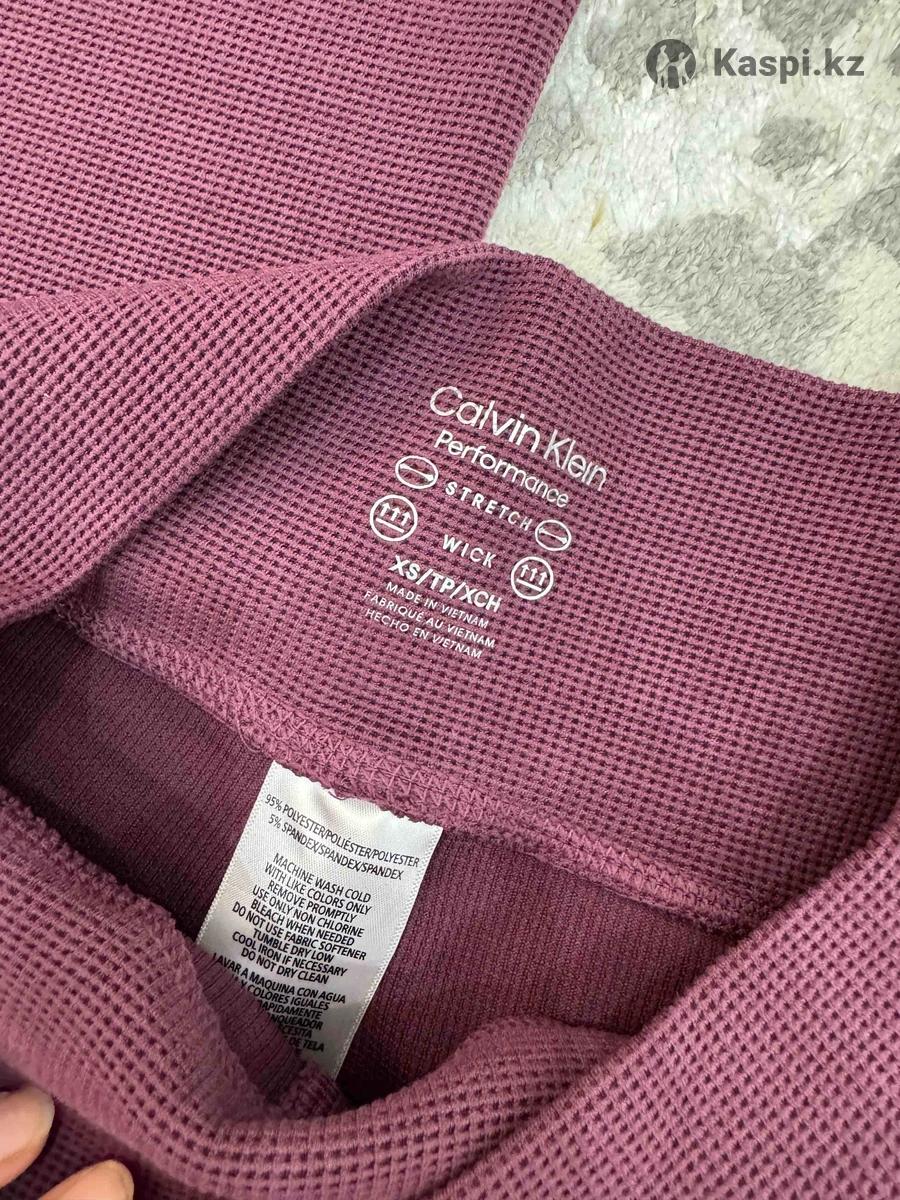 Kaspi.kz
Calvin Klein
Performance
STRETCH
WICK
XS/TP/XCH
MADE IN VIETNAM
FABRIQUÉ AU VIETNAM
HECHO EN VIETNAM
95% POLYESTER/POLIÉSTER/POLYESTER
5% SPANDEX/SPANDEX/SPANDEX
MACHINE WASH COLD
WITH LIKE COLORS ONLY
REMOVE PROMPTLY
USE ONLY NON CHLORINE
BLEACH WHEN NEEDED
DO NOT USE FABRIC SOFTENER
TUMBLE DRY LOW
COOL IRON IF NECESSARY
DO NOT DRY CLEAN
LAVAR A MAQUINA CON AGUA
Y COLORES IGUALES
DE TELA